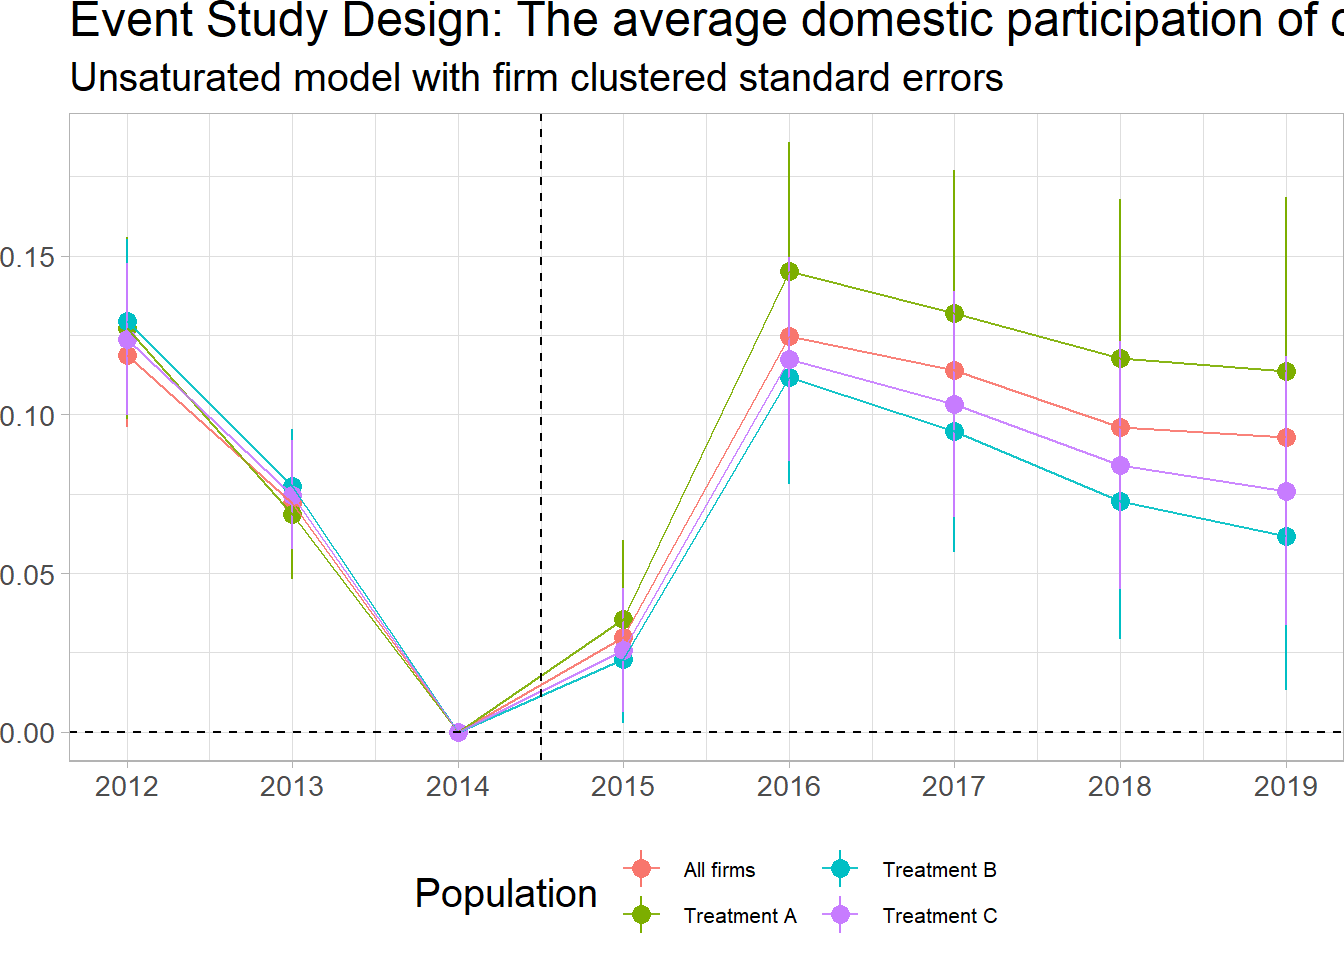 Event Study Design: The average domestic participation of
Unsaturated model with firm clustered standard errors
0.15
0.10
0.05
0.00
2012 2013 2014 2015 2016 2017 2018 2019
Population
All firms
Treatment A
Treatment B
Treatment C